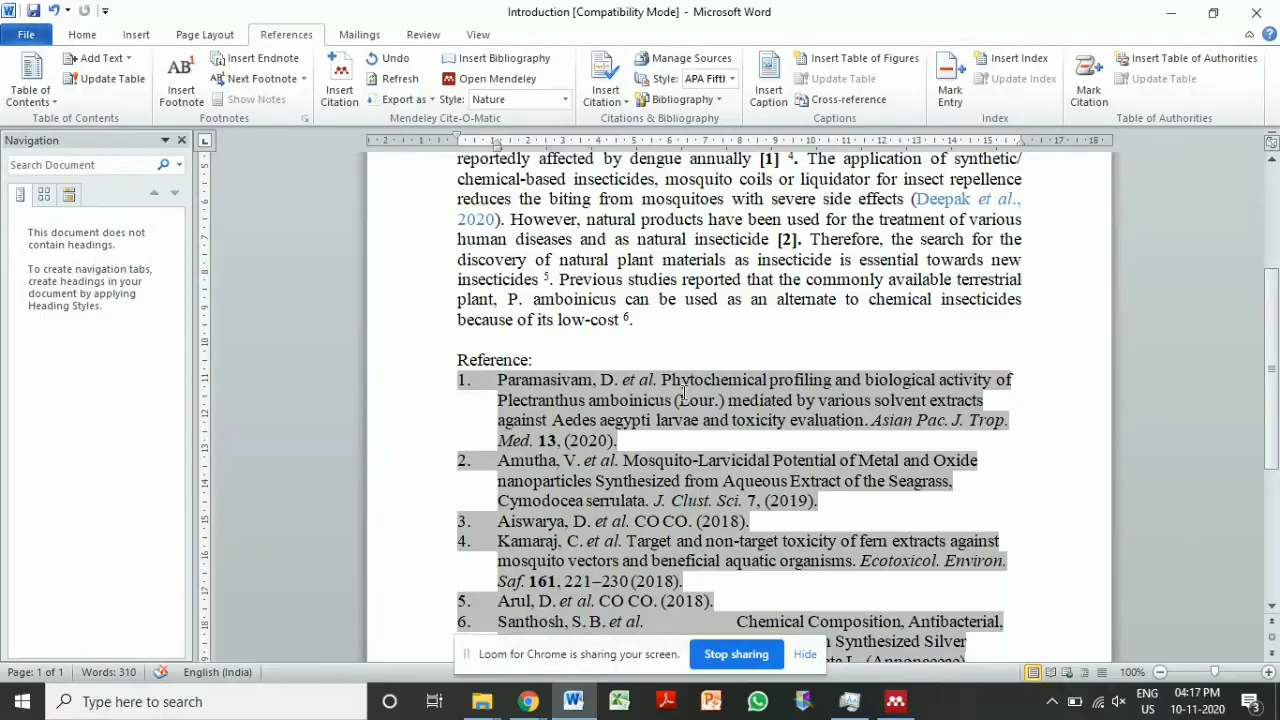 Introduction [Compatibility Mode] - Microsoft Word
File Home Insert Page Layout References Mailings Review View
Table of Contents
Add Text
Update Table
Table of Contents
AB¹
Insert Footnote
Insert Endnote
Next Footnote
Show Notes
Footnotes
Insert Citation
Undo
Refresh
Export as
Insert Bibliography
Open Mendeley
Style: Nature
Mendeley Cite-O-Matic
Insert Citation
Manage Sources
Style: APA Fifth
Bibliography
Citations & Bibliography
Insert Caption
Insert Table of Figures
Update Table
Cross-reference
Captions
Mark Entry
Insert Index
Update Index
Index
Mark Citation
Insert Table of Authorities
Update Table
Table of Authorities
Navigation
Search Document
This document does not contain headings.
To create navigation tabs, create headings in your document by applying Heading Styles.
reportedly affected by dengue annually [1] ⁴. The application of synthetic/
chemical-based insecticides, mosquito coils or liquidator for insect repellence
reduces the biting from mosquitoes with severe side effects (Deepak et al.,
2020). However, natural products have been used for the treatment of various
human diseases and as natural insecticide [2]. Therefore, the search for the
discovery of natural plant materials as insecticide is essential towards new
insecticides ⁵. Previous studies reported that the commonly available terrestrial
plant, P. amboinicus can be used as an alternate to chemical insecticides
because of its low-cost ⁶.
Reference:
1. Paramasivam, D. et al. Phytochemical profiling and biological activity of
Plectranthus amboinicus (Lour.) mediated by various solvent extracts
against Aedes aegypti larvae and toxicity evaluation. Asian Pac. J. Trop.
Med. 13, (2020).
2. Amutha, V. et al. Mosquito-Larvicidal Potential of Metal and Oxide
nanoparticles Synthesized from Aqueous Extract of the Seagrass,
Cymodocea serrulata. J. Clust. Sci. 7, (2019).
3. Aiswarya, D. et al. CO CO. (2018).
4. Kamaraj, C. et al. Target and non-target toxicity of fern extracts against
mosquito vectors and beneficial aquatic organisms. Ecotoxicol. Environ.
Saf. 161, 221–230 (2018).
5. Arul, D. et al. CO CO. (2018).
6. Santhosh, S. B. et al. Chemical Composition, Antibacterial,
Synthesized Silver
L (Annonaceae)
Loom for Chrome is sharing your screen. Stop sharing Hide
Page: 1 of 1 Words: 310 English (India) 100%
Type here to search
ENG
US
04:17 PM
10-11-2020
3